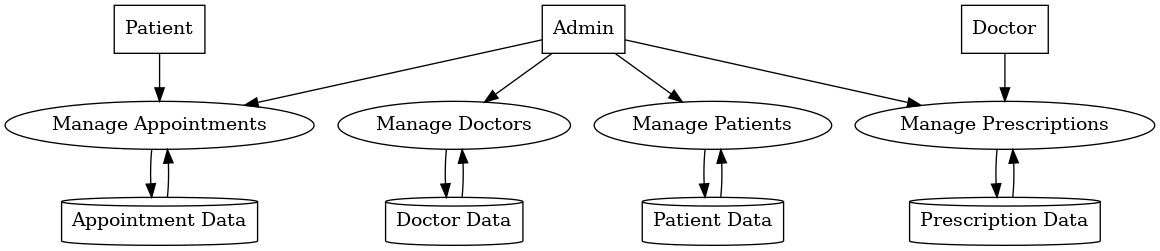 Patient
Admin
Doctor
Manage Appointments
Manage Doctors
Manage Patients
Manage Prescriptions
Appointment Data
Doctor Data
Patient Data
Prescription Data